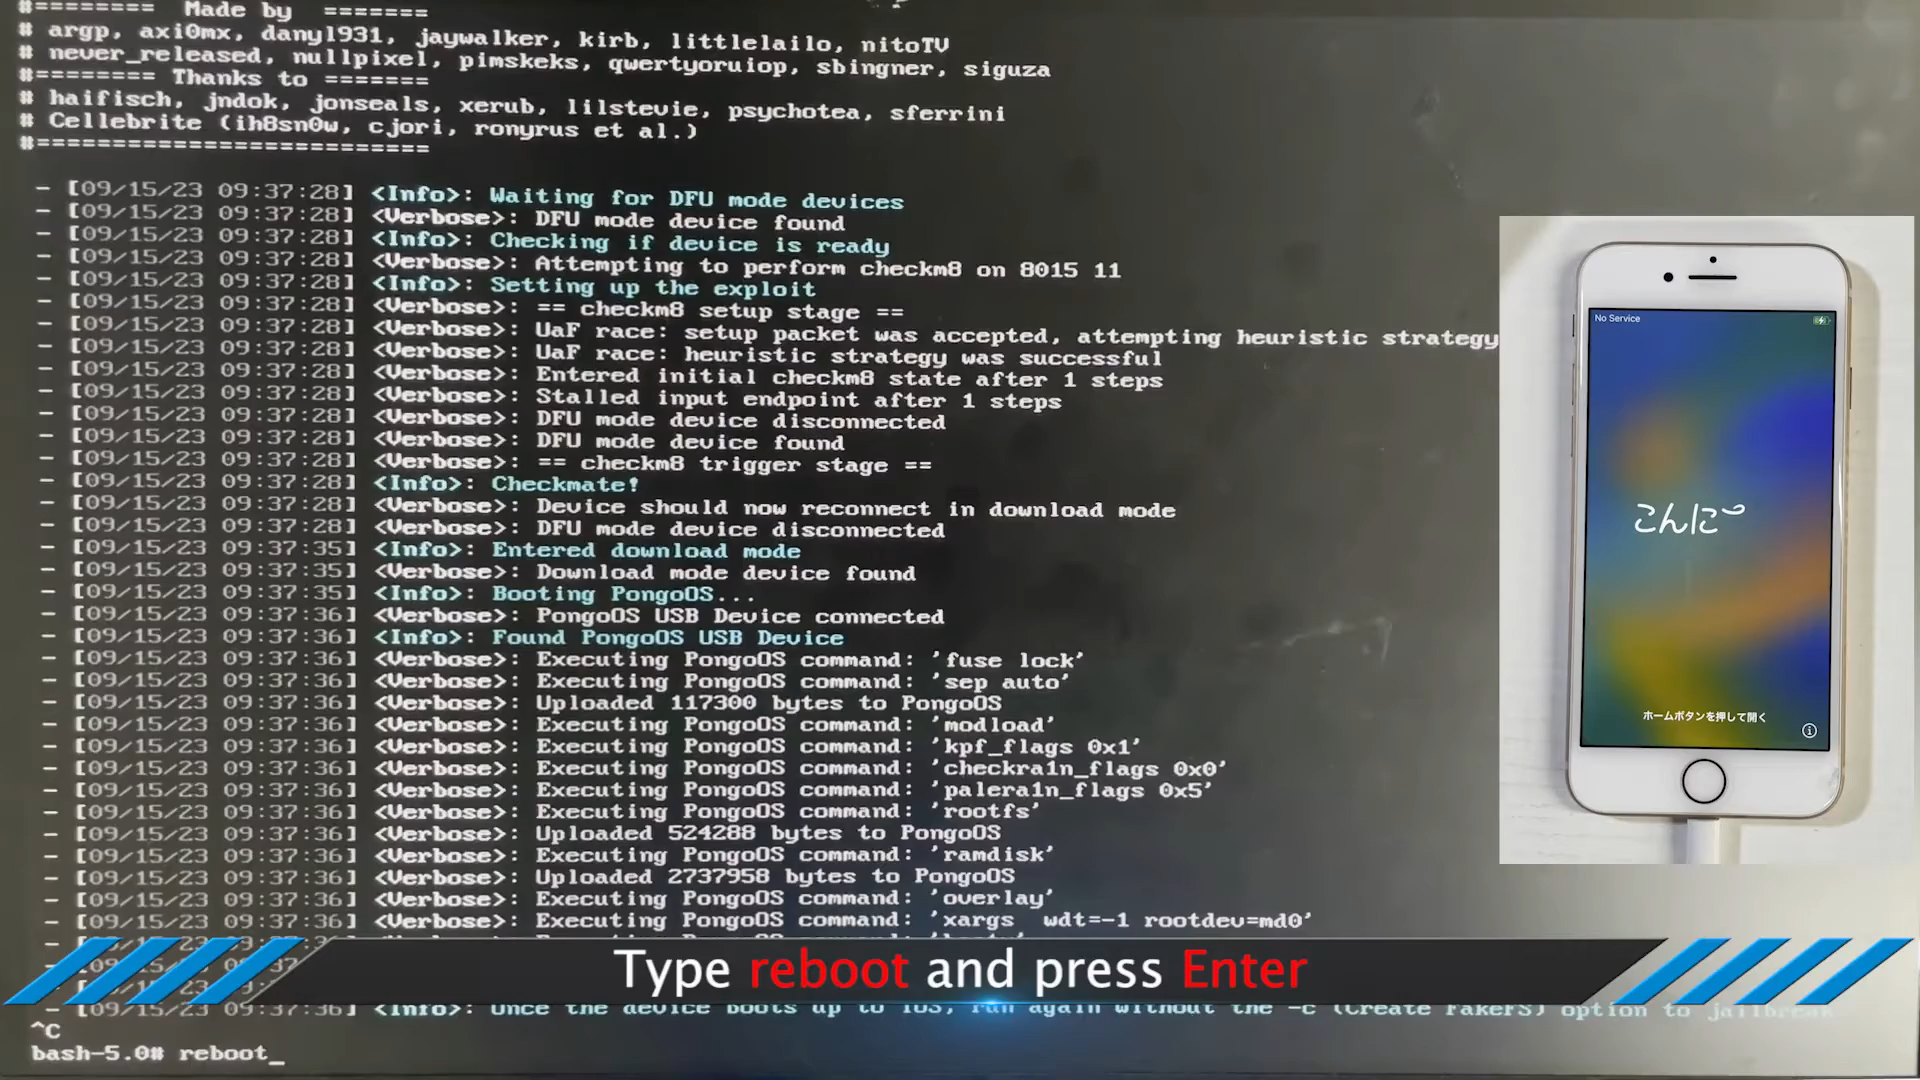 #======== Made by =======
# argp, axi0mx, danyl931, jaywalker, kirb, littlelailo, nitoTV
# never_released, nullpixel, pimskeks, qwertyoruiop, sbingner, siguza
#======== Thanks to =======
# haifisch, jndok, jonseals, xerub, lilstevie, psychotea, sferrini
# Cellebrite (ih8sn0w, cjori, ronyrus et al.)
#==========================
- [09/15/23 09:37:28] <Info>: Waiting for DFU mode devices
- [09/15/23 09:37:28] <Verbose>: DFU mode device found
- [09/15/23 09:37:28] <Info>: Checking if device is ready
- [09/15/23 09:37:28] <Verbose>: Attempting to perform checkm8 on 8015 11
- [09/15/23 09:37:28] <Info>: Setting up the exploit
- [09/15/23 09:37:28] <Verbose>: == checkm8 setup stage ==
- [09/15/23 09:37:28] <Verbose>: UaF race: setup packet was accepted, attempting heuristic strategy
- [09/15/23 09:37:28] <Verbose>: UaF race: heuristic strategy was successful
- [09/15/23 09:37:28] <Verbose>: Entered initial checkm8 state after 1 steps
- [09/15/23 09:37:28] <Verbose>: Stalled input endpoint after 1 steps
- [09/15/23 09:37:28] <Verbose>: DFU mode device disconnected
- [09/15/23 09:37:28] <Verbose>: DFU mode device found
- [09/15/23 09:37:28] <Verbose>: == checkm8 trigger stage ==
- [09/15/23 09:37:28] <Info>: Checkmate!
- [09/15/23 09:37:28] <Verbose>: Device should now reconnect in download mode
- [09/15/23 09:37:28] <Verbose>: DFU mode device disconnected
- [09/15/23 09:37:35] <Info>: Entered download mode
- [09/15/23 09:37:35] <Verbose>: Download mode device found
- [09/15/23 09:37:35] <Info>: Booting PongoOS...
- [09/15/23 09:37:36] <Verbose>: PongoOS USB Device connected
- [09/15/23 09:37:36] <Info>: Found PongoOS USB Device
- [09/15/23 09:37:36] <Verbose>: Executing PongoOS command: 'fuse lock'
- [09/15/23 09:37:36] <Verbose>: Executing PongoOS command: 'sep auto'
- [09/15/23 09:37:36] <Verbose>: Uploaded 117300 bytes to PongoOS
- [09/15/23 09:37:36] <Verbose>: Executing PongoOS command: 'modload'
- [09/15/23 09:37:36] <Verbose>: Executing PongoOS command: 'kpf_flags 0x1'
- [09/15/23 09:37:36] <Verbose>: Executing PongoOS command: 'checkra1n_flags 0x0'
- [09/15/23 09:37:36] <Verbose>: Executing PongoOS command: 'palera1n_flags 0x5'
- [09/15/23 09:37:36] <Verbose>: Executing PongoOS command: 'rootfs'
- [09/15/23 09:37:36] <Verbose>: Uploaded 524288 bytes to PongoOS
- [09/15/23 09:37:36] <Verbose>: Executing PongoOS command: 'ramdisk'
- [09/15/23 09:37:36] <Verbose>: Uploaded 2737958 bytes to PongoOS
- [09/15/23 09:37:36] <Verbose>: Executing PongoOS command: 'overlay'
- [09/15/23 09:37:36] <Verbose>: Executing PongoOS command: 'xargs wdt=-1 rootdev=md0'
- [09/15/23 09:37:36] <Info>: Once the device boots up to iOS, run again without the -c (Create FakeFS) option to jailbreak
^C
bash-5.0# reboot_
Type reboot and press Enter
No Service
こんに
ホームボタンを押して開く